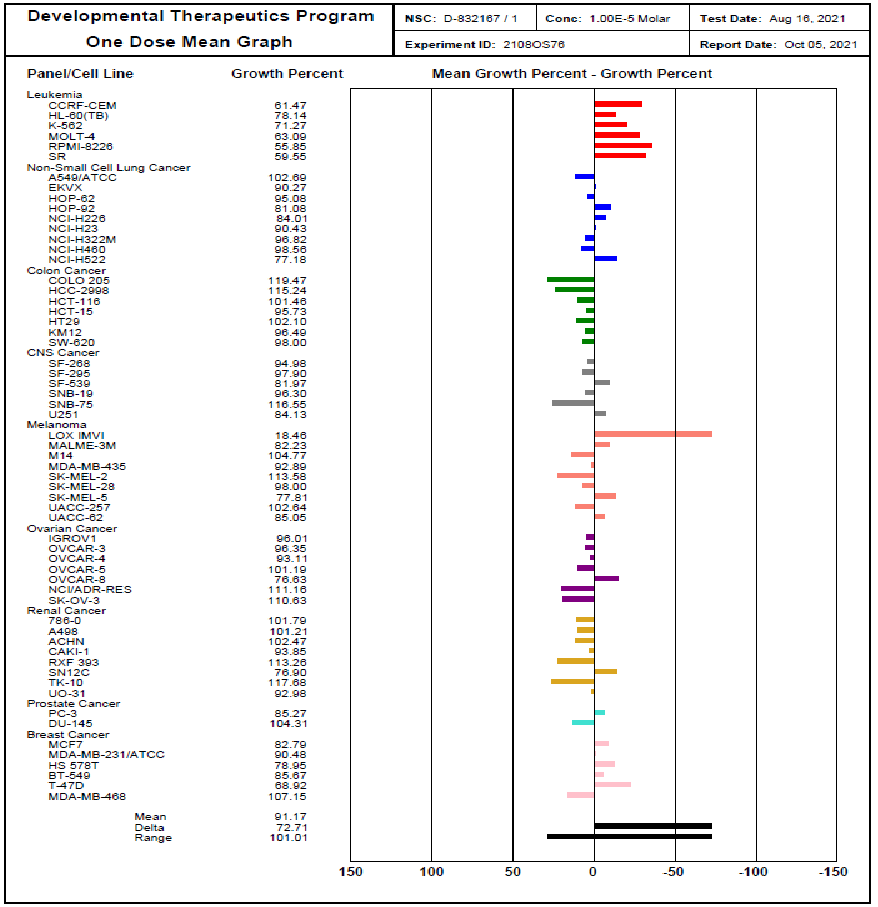 Developmental Therapeutics Program
One Dose Mean Graph
NSC: D-832167 / 1
Conc: 1.00E-5 Molar
Test Date: Aug 16, 2021
Experiment ID: 2108OS76
Report Date: Oct 05, 2021
Panel/Cell Line Growth Percent Mean Growth Percent - Growth Percent
Leukemia
CCRF-CEM 61.47
HL-60(TB) 78.14
K-562 71.27
MOLT-4 63.09
RPMI-8226 55.85
SR 59.55
Non-Small Cell Lung Cancer
A549/ATCC 102.69
EKVX 90.27
HOP-62 95.08
HOP-92 81.08
NCI-H226 84.01
NCI-H23 90.43
NCI-H322M 96.82
NCI-H460 98.56
NCI-H522 77.18
Colon Cancer
COLO 205 119.47
HCC-2998 115.24
HCT-116 101.46
HCT-15 95.73
HT29 102.10
KM12 96.49
SW-620 98.00
CNS Cancer
SF-268 94.98
SF-295 97.90
SF-539 81.97
SNB-19 96.30
SNB-75 116.55
U251 84.13
Melanoma
LOX IMVI 18.46
MALME-3M 82.23
M14 104.77
MDA-MB-435 92.89
SK-MEL-2 113.58
SK-MEL-28 98.00
SK-MEL-5 77.81
UACC-257 102.64
UACC-62 85.05
Ovarian Cancer
IGROV1 96.01
OVCAR-3 96.35
OVCAR-4 93.11
OVCAR-5 101.19
OVCAR-8 76.63
NCI/ADR-RES 111.16
SK-OV-3 110.63
Renal Cancer
786-0 101.79
A498 101.21
ACHN 102.47
CAKI-1 93.85
RXF 393 113.26
SN12C 76.90
TK-10 117.68
UO-31 92.98
Prostate Cancer
PC-3 85.27
DU-145 104.31
Breast Cancer
MCF7 82.79
MDA-MB-231/ATCC 90.48
HS 578T 78.95
BT-549 85.67
T-47D 68.92
MDA-MB-468 107.15
Mean 91.17
Delta 72.71
Range 101.01
150 100 50 0 -50 -100 -150